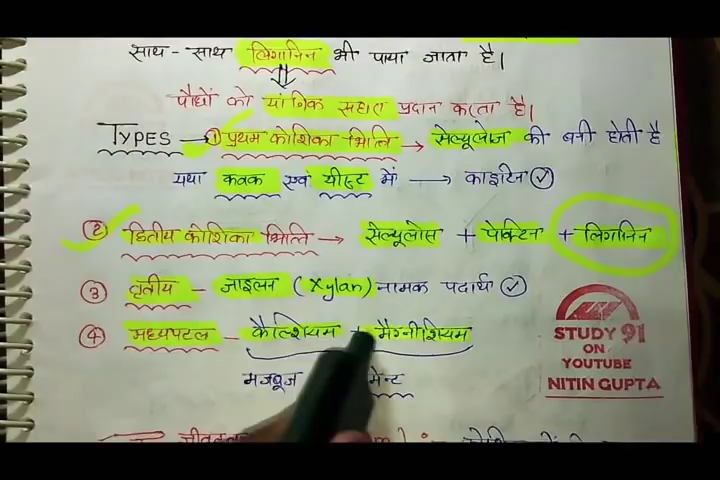 साथ - साथ लिगानिन भी पाया जाता है।
पौधों को यांत्रिक सहारा प्रदान करता है।
TYPES → ① प्रथम कोशिका भित्ति → सेल्यूलोज की बनी होती है
यथा कवक एवं यीस्ट में → काइटिन
② द्वितीय कोशिका भित्ति → सेल्यूलोस + पेक्टिन + लिगानिन
③ तृतीय - जाइलन (Xylan) नामक पदार्थ
④ मध्यपटल - कैल्शियम + मैग्नीशियम
मजबूज मेन्ट
STUDY 91
ON
YOUTUBE
NITIN GUPTA